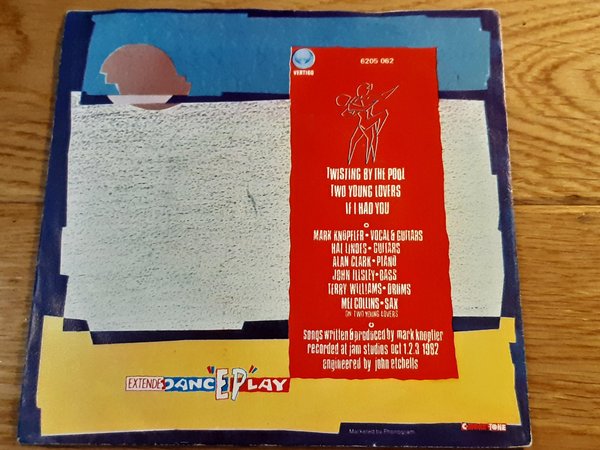 VERTIGO
6205 062
TWISTING BY THE POOL
TWO YOUNG LOVERS
IF I HAD YOU
MARK KNOPFLER • VOCAL & GUITARS
HAL LINDES • GUITARS
ALAN CLARK • PIANO
JOHN ILLSLEY • BASS
TERRY WILLIAMS • DRUMS
MEL COLLINS • SAX
ON TWO YOUNG LOVERS
songs written & produced by mark knopfler
recorded at jam studios oct 1.2.3 1982
engineered by john etchells
EXTENDEDANC"EP"LAY
Marketed by Phonogram